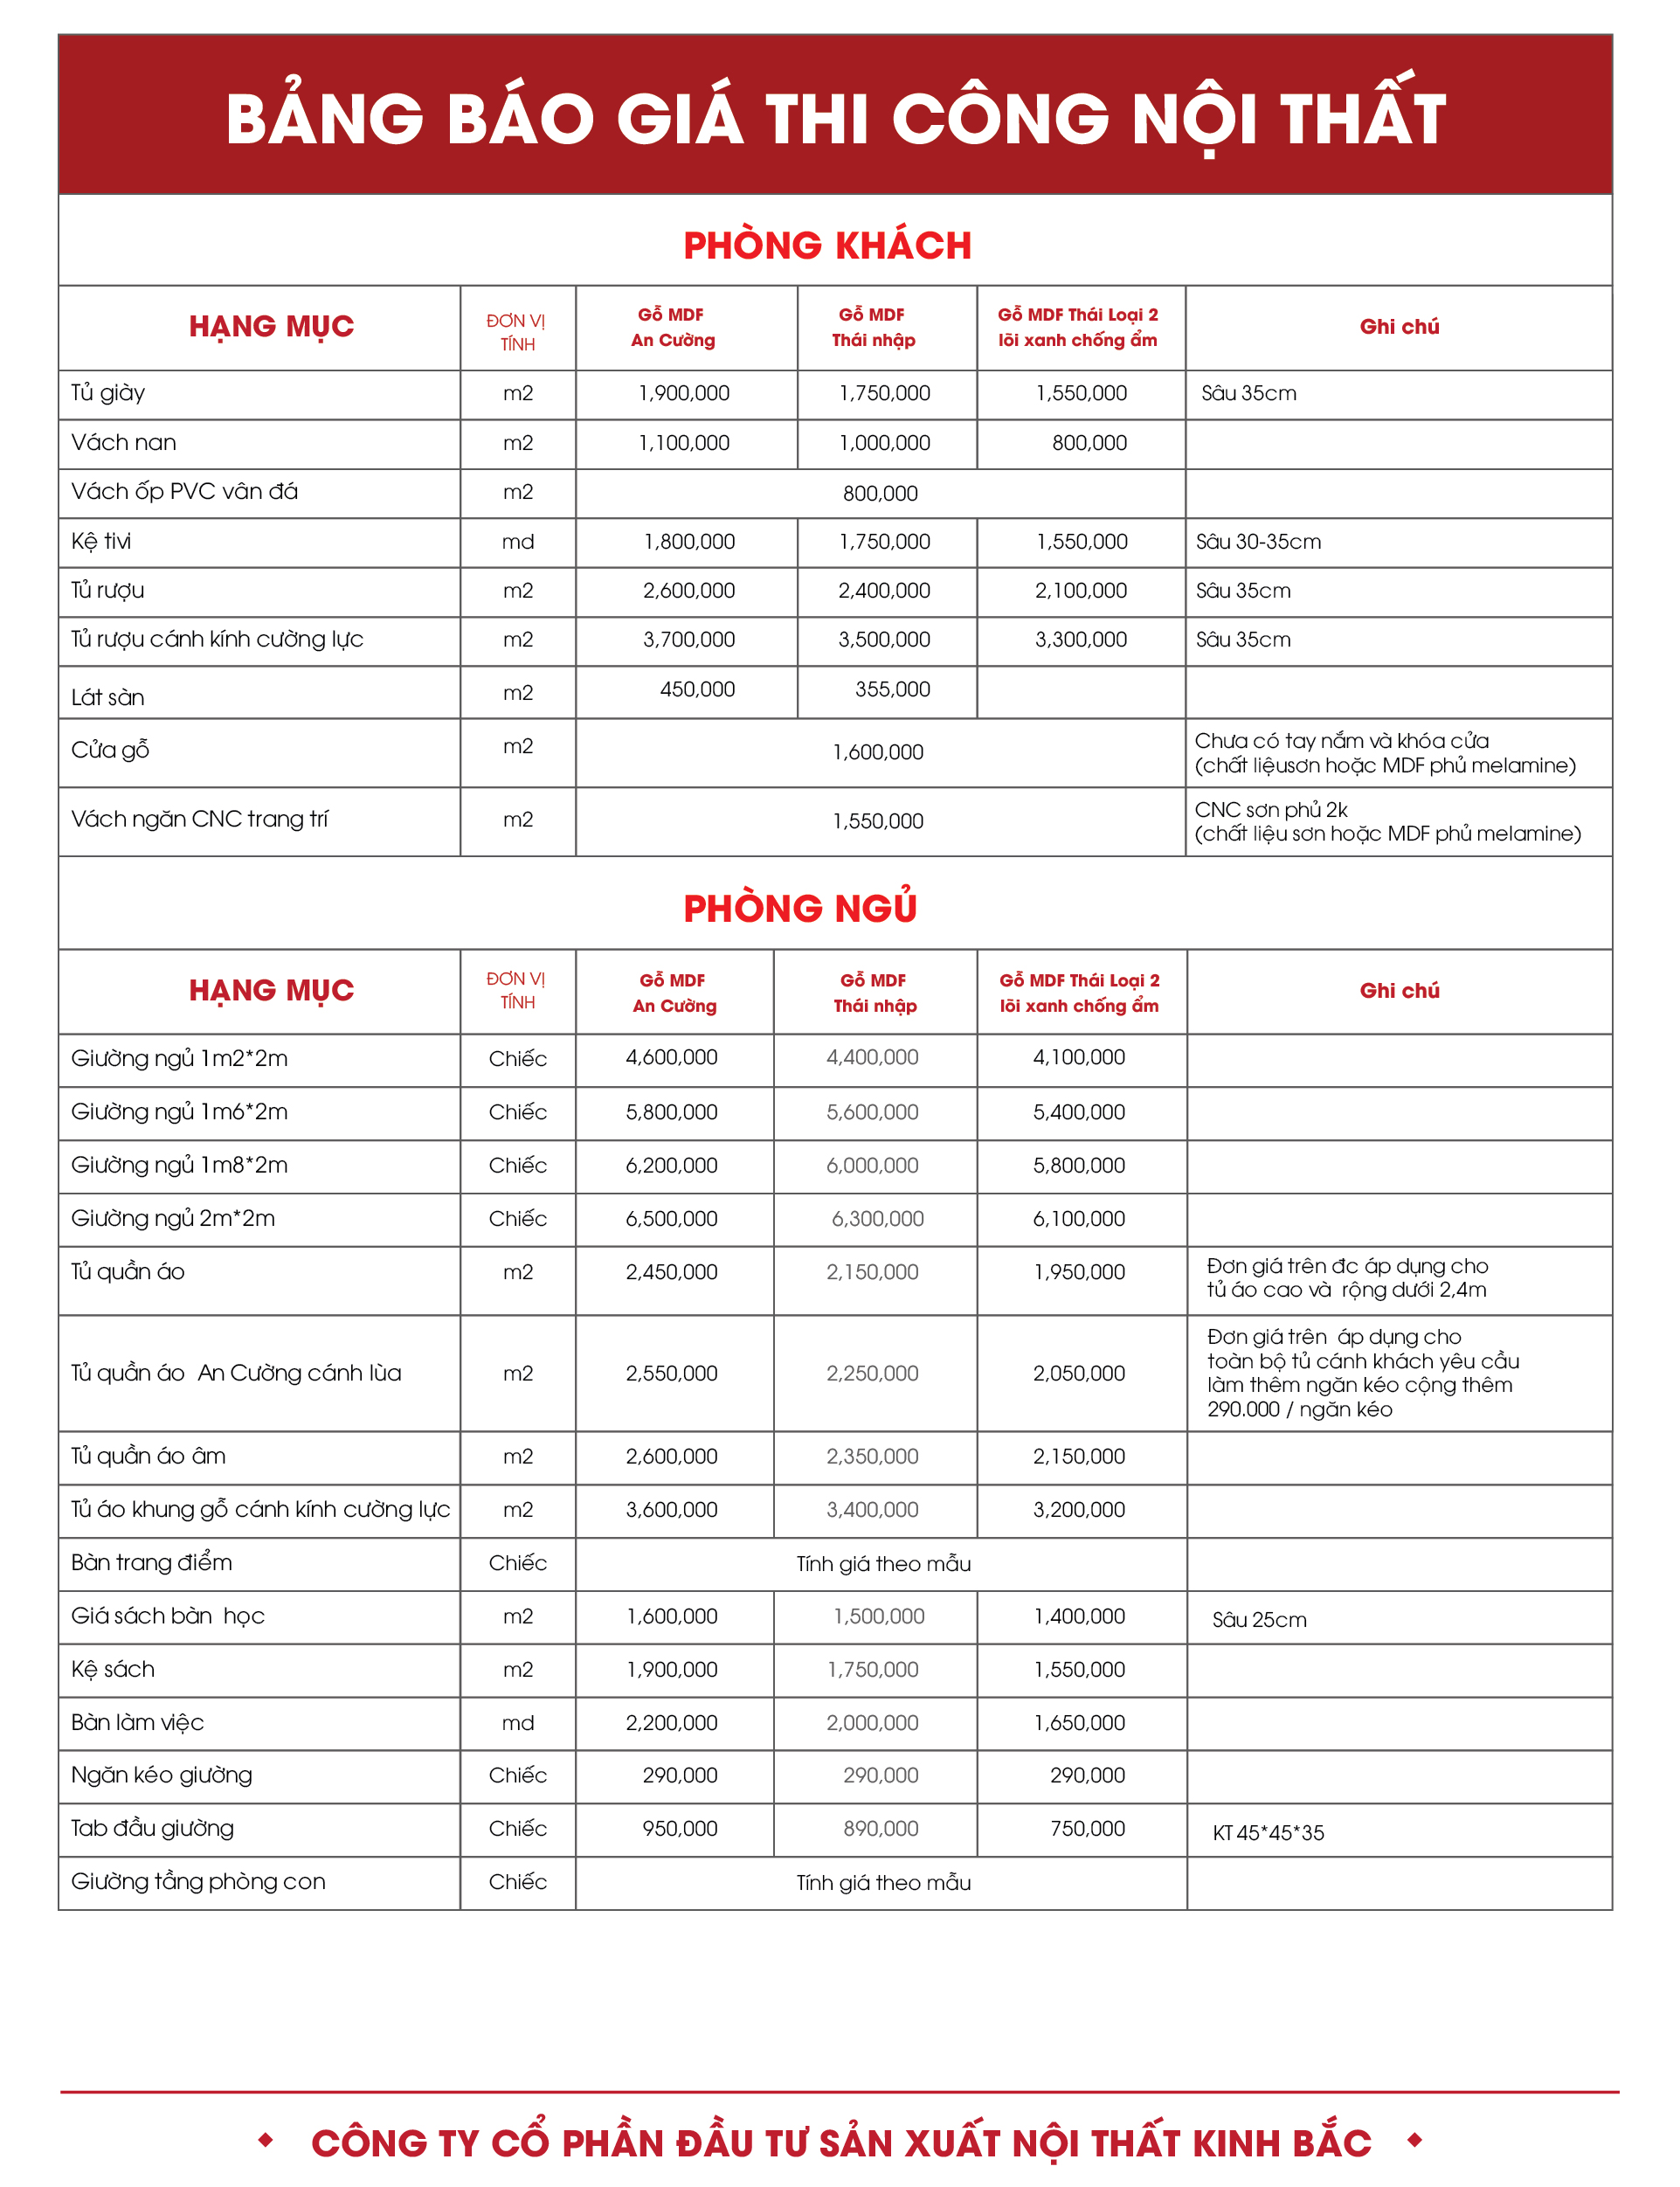 BẢNG BÁO GIÁ THI CÔNG NỘI THẤT
PHÒNG KHÁCH
HẠNG MỤC ĐƠN VỊ TÍNH Gỗ MDF An Cường Gỗ MDF Thái nhập Gỗ MDF Thái Loại 2 lõi xanh chống ẩm Ghi chú
Tủ giày m2 1,900,000 1,750,000 1,550,000 Sâu 35cm
Vách nan m2 1,100,000 1,000,000 800,000
Vách ốp PVC vân đá m2 800,000
Kệ tivi md 1,800,000 1,750,000 1,550,000 Sâu 30-35cm
Tủ rượu m2 2,600,000 2,400,000 2,100,000 Sâu 35cm
Tủ rượu cánh kính cường lực m2 3,700,000 3,500,000 3,300,000 Sâu 35cm
Lát sàn m2 450,000 355,000
Cửa gỗ m2 1,600,000 Chưa có tay nắm và khóa cửa
(chất liệusơn hoặc MDF phủ melamine)
Vách ngăn CNC trang trí m2 1,550,000 CNC sơn phủ 2k
(chất liệu sơn hoặc MDF phủ melamine)
PHÒNG NGỦ
HẠNG MỤC ĐƠN VỊ TÍNH Gỗ MDF An Cường Gỗ MDF Thái nhập Gỗ MDF Thái Loại 2 lõi xanh chống ẩm Ghi chú
Giường ngủ 1m2*2m Chiếc 4,600,000 4,400,000 4,100,000
Giường ngủ 1m6*2m Chiếc 5,800,000 5,600,000 5,400,000
Giường ngủ 1m8*2m Chiếc 6,200,000 6,000,000 5,800,000
Giường ngủ 2m*2m Chiếc 6,500,000 6,300,000 6,100,000
Tủ quần áo m2 2,450,000 2,150,000 1,950,000 Đơn giá trên đc áp dụng cho
tủ áo cao và rộng dưới 2,4m
Tủ quần áo An Cường cánh lùa m2 2,550,000 2,250,000 2,050,000 Đơn giá trên áp dụng cho
toàn bộ tủ cánh khách yêu cầu
làm thêm ngăn kéo cộng thêm
290.000 / ngăn kéo
Tủ quần áo âm m2 2,600,000 2,350,000 2,150,000
Tủ áo khung gỗ cánh kính cường lực m2 3,600,000 3,400,000 3,200,000
Bàn trang điểm Chiếc Tính giá theo mẫu
Giá sách bàn học m2 1,600,000 1,500,000 1,400,000 Sâu 25cm
Kệ sách m2 1,900,000 1,750,000 1,550,000
Bàn làm việc md 2,200,000 2,000,000 1,650,000
Ngăn kéo giường Chiếc 290,000 290,000 290,000
Tab đầu giường Chiếc 950,000 890,000 750,000 KT 45*45*35
Giường tầng phòng con Chiếc Tính giá theo mẫu
CÔNG TY CỔ PHẦN ĐẦU TƯ SẢN XUẤT NỘI THẤT KINH BẮC